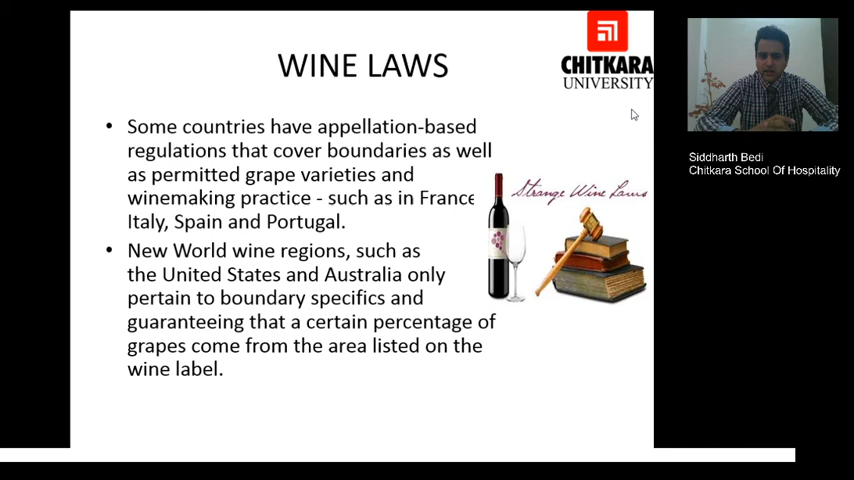 WINE LAWS
CHITKARA
UNIVERSITY
• Some countries have appellation-based
regulations that cover boundaries as well
as permitted grape varieties and
winemaking practice - such as in France
Italy, Spain and Portugal.
• New World wine regions, such as
the United States and Australia only
pertain to boundary specifics and
guaranteeing that a certain percentage of
grapes come from the area listed on the
wine label.
Strange Wine Laws
Siddharth Bedi
Chitkara School Of Hospitality